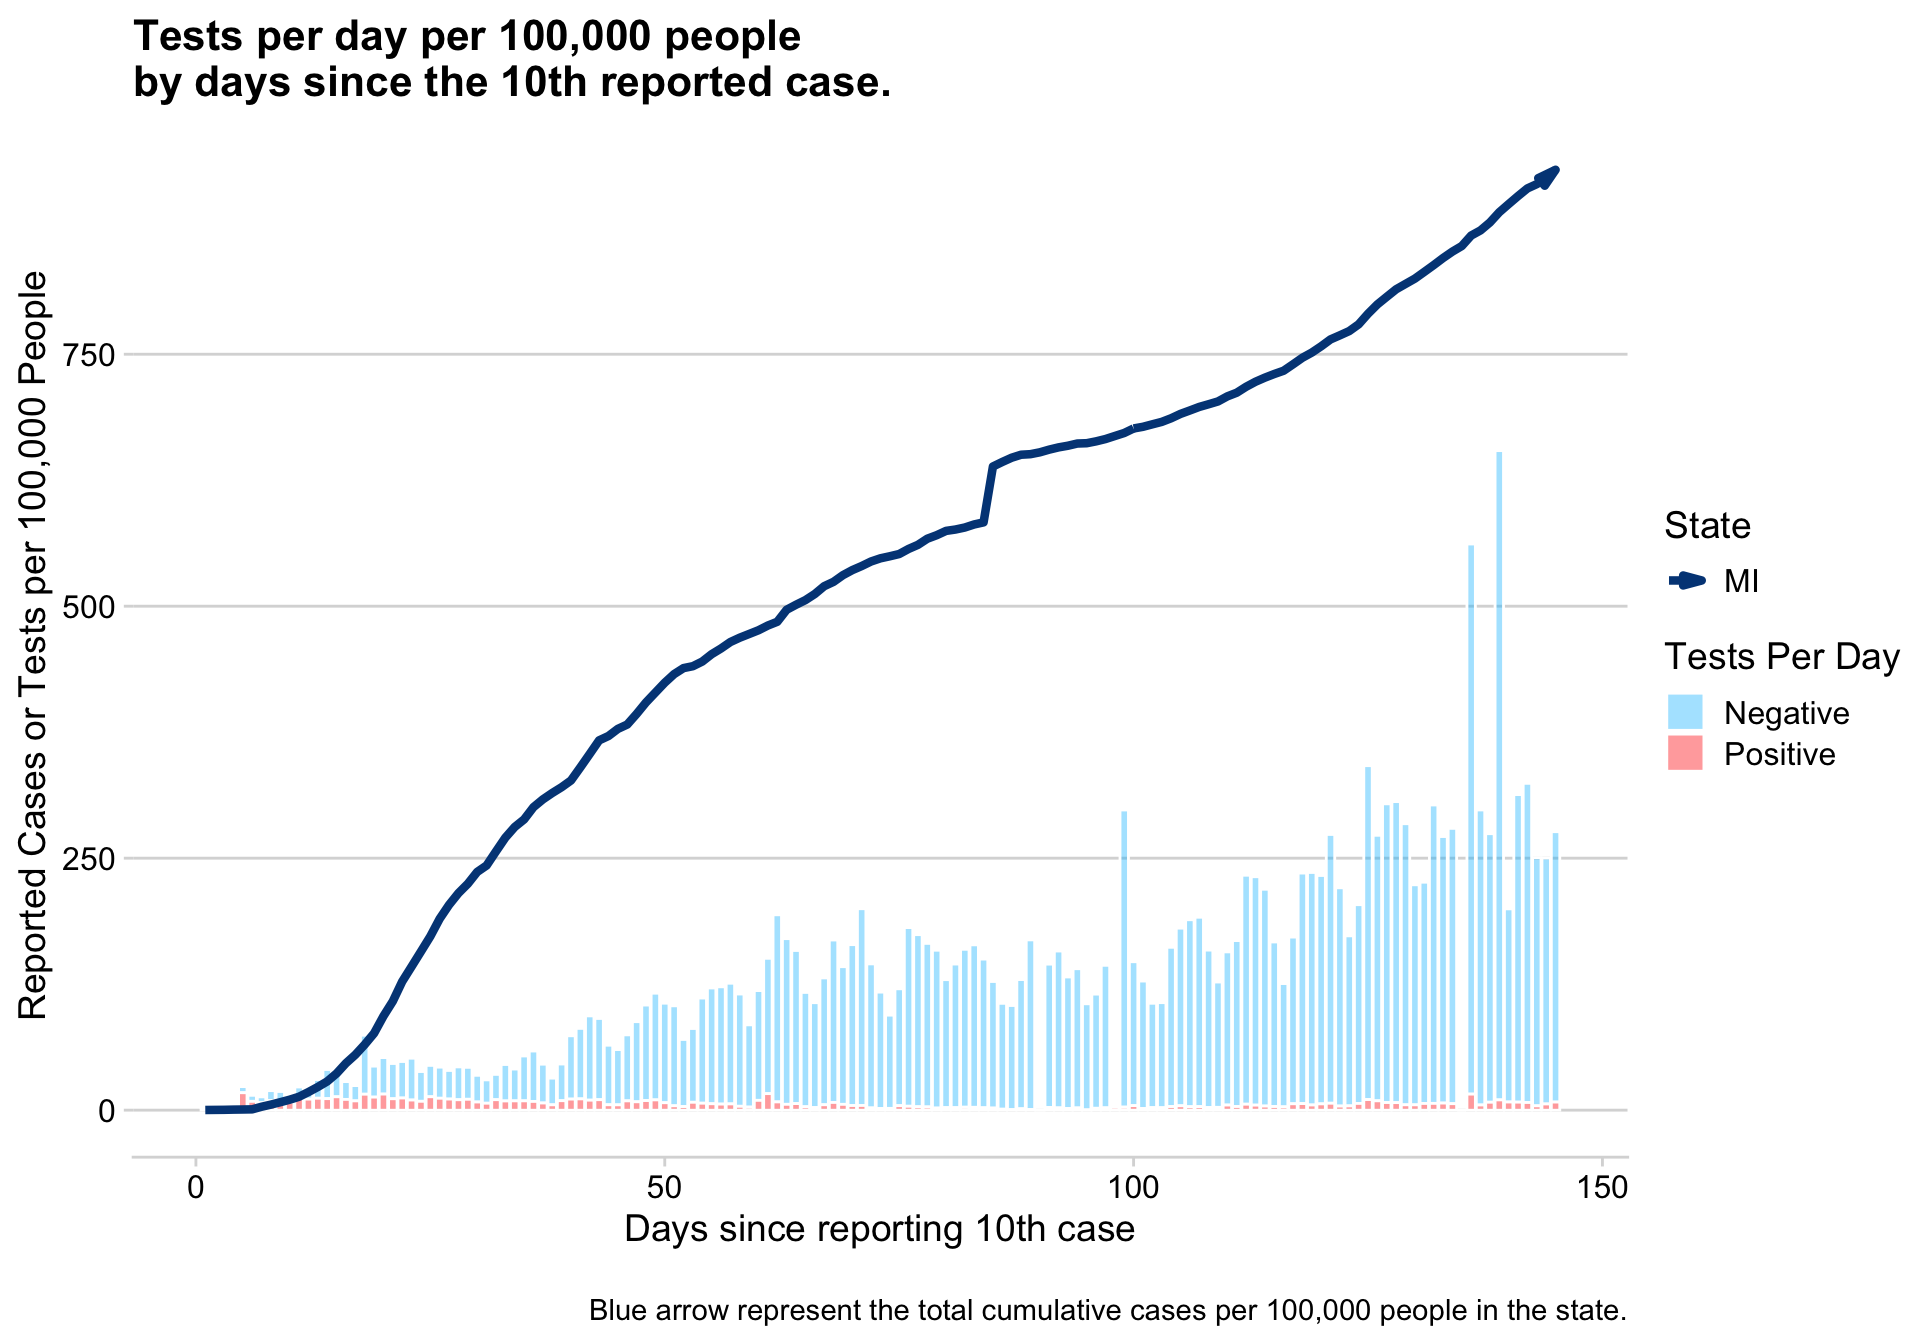 Tests per day per 100,000 people
by days since the 10th reported case.
Reported Cases or Tests per 100,000 People
750
500
250
0
0
50
100
150
Days since reporting 10th case
State
MI
Tests Per Day
Negative
Positive
Blue arrow represent the total cumulative cases per 100,000 people in the state.